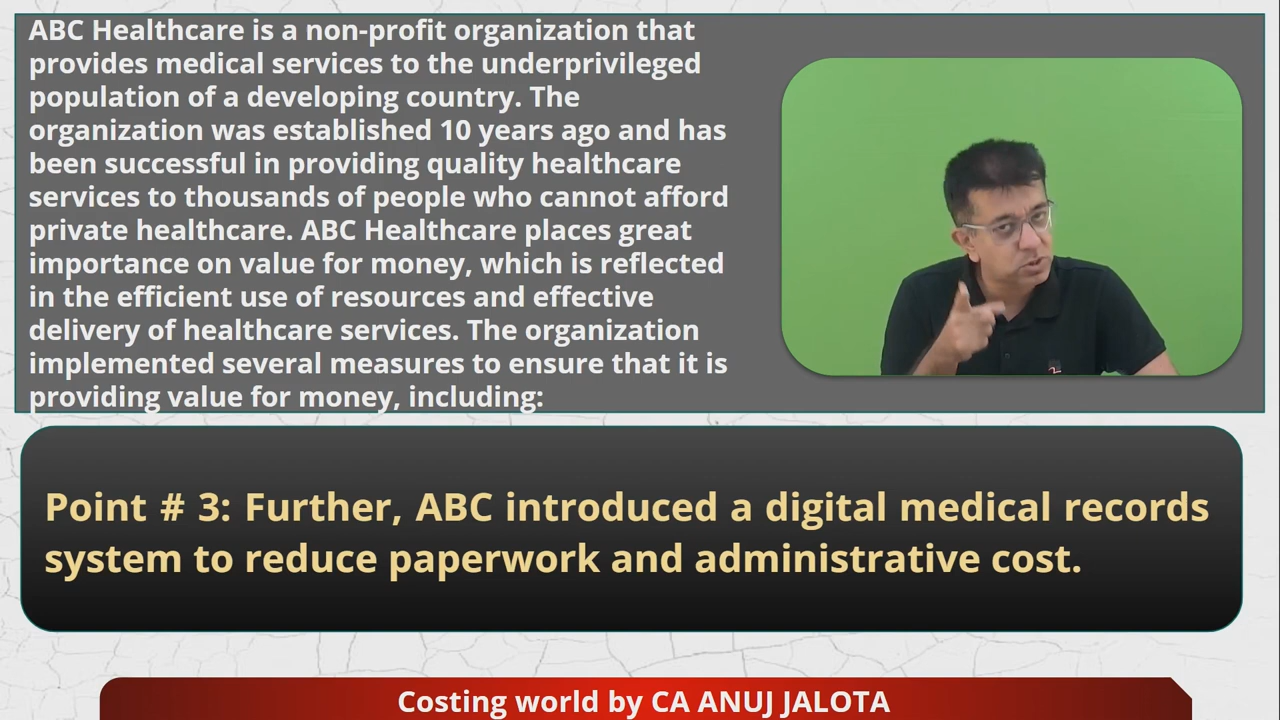 ABC Healthcare is a non-profit organization that
provides medical services to the underprivileged
population of a developing country. The
organization was established 10 years ago and has
been successful in providing quality healthcare
services to thousands of people who cannot afford
private healthcare. ABC Healthcare places great
importance on value for money, which is reflected
in the efficient use of resources and effective
delivery of healthcare services. The organization
implemented several measures to ensure that it is
providing value for money, including:
Point # 3: Further, ABC introduced a digital medical records
system to reduce paperwork and administrative cost.
Costing world by CA ANUJ JALOTA